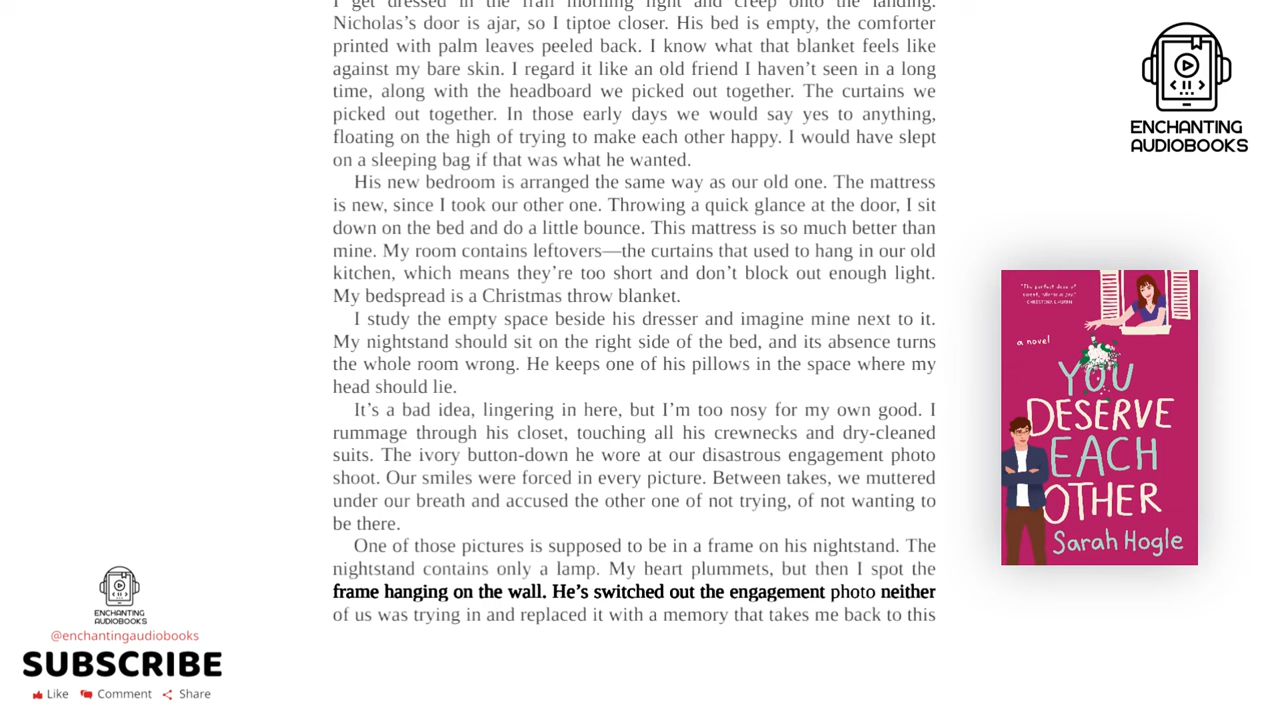 I get dressed in the frail morning light and creep onto the landing.
Nicholas’s door is ajar, so I tiptoe closer. His bed is empty, the comforter
printed with palm leaves peeled back. I know what that blanket feels like
against my bare skin. I regard it like an old friend I haven’t seen in a long
time, along with the headboard we picked out together. The curtains we
picked out together. In those early days we would say yes to anything,
floating on the high of trying to make each other happy. I would have slept
on a sleeping bag if that was what he wanted.
His new bedroom is arranged the same way as our old one. The mattress
is new, since I took our other one. Throwing a quick glance at the door, I sit
down on the bed and do a little bounce. This mattress is so much better than
mine. My room contains leftovers—the curtains that used to hang in our old
kitchen, which means they’re too short and don’t block out enough light.
My bedspread is a Christmas throw blanket.
I study the empty space beside his dresser and imagine mine next to it.
My nightstand should sit on the right side of the bed, and its absence turns
the whole room wrong. He keeps one of his pillows in the space where my
head should lie.
It’s a bad idea, lingering in here, but I’m too nosy for my own good. I
rummage through his closet, touching all his crewnecks and dry-cleaned
suits. The ivory button-down he wore at our disastrous engagement photo
shoot. Our smiles were forced in every picture. Between takes, we muttered
under our breath and accused the other one of not trying, of not wanting to
be there.
One of those pictures is supposed to be in a frame on his nightstand. The
nightstand contains only a lamp. My heart plummets, but then I spot the
frame hanging on the wall. He’s switched out the engagement photo neither
of us was trying in and replaced it with a memory that takes me back to this
ENCHANTING
AUDIOBOOKS
"The perfect dose of
CHRISTINA LAUREN
a novel
YOU
DESERVE
EACH
OTHER
Sarah Hogle
ENCHANTING
AUDIOBOOKS
@enchantingaudiobooks
SUBSCRIBE
Like Comment Share